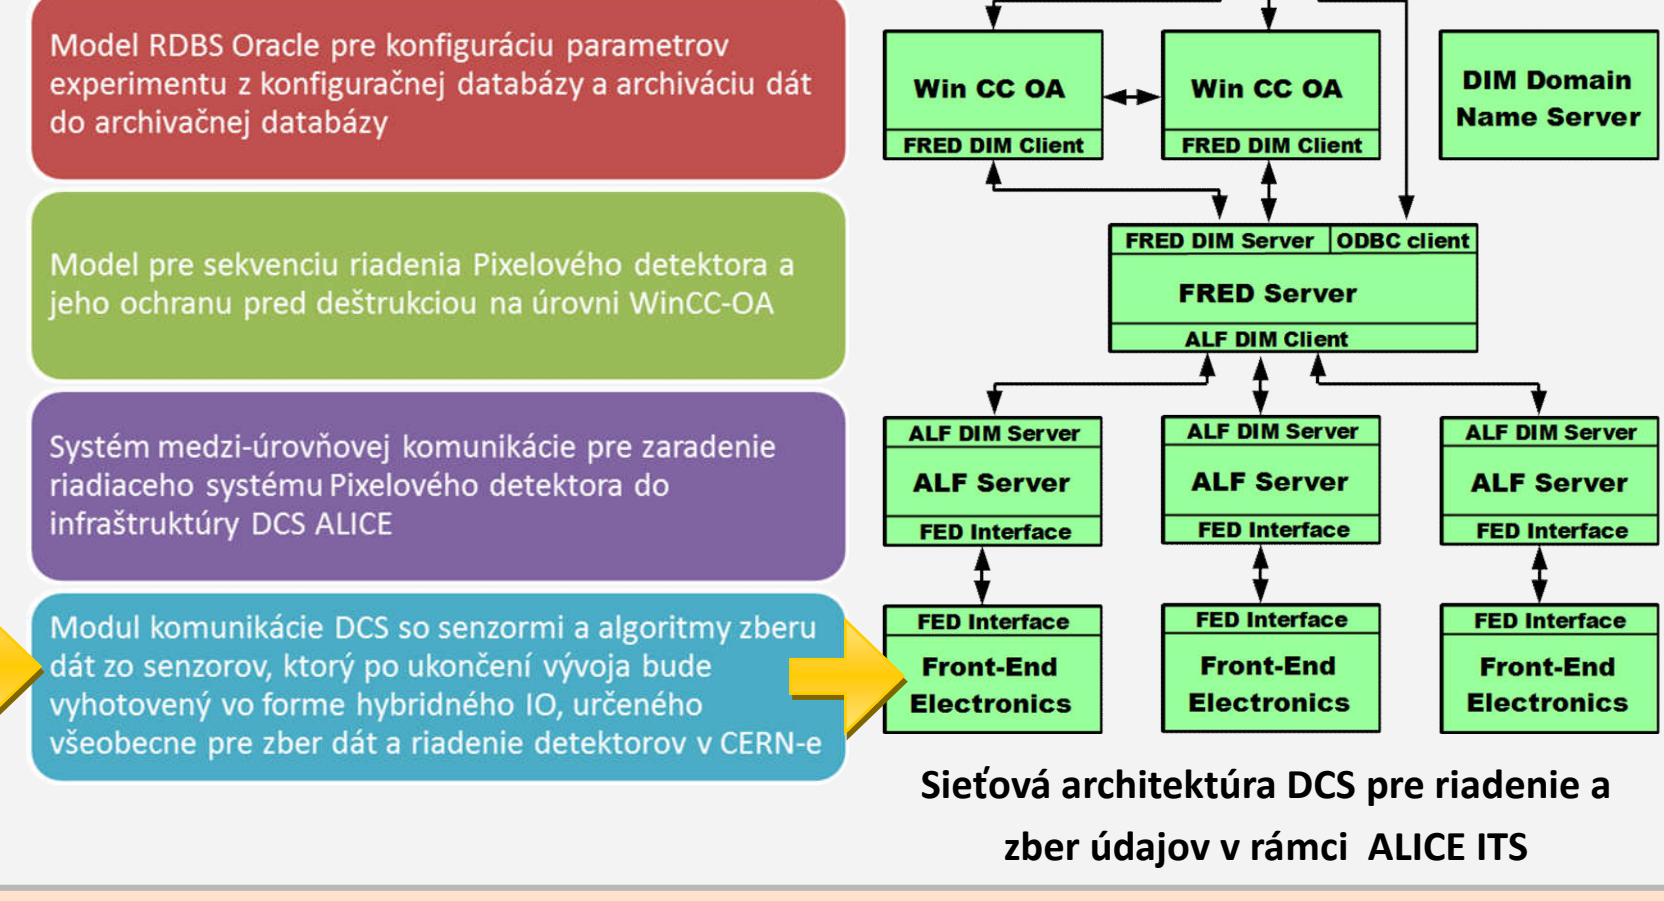 Model RDBS Oracle pre konfiguráciu parametrov
experimentu z konfiguračnej databázy a archiváciu dát
do archivačnej databázy
Model pre sekvenciu riadenia Pixelového detektora a
jeho ochranu pred deštrukciou na úrovni WinCC-OA
Systém medzi-úrovňovej komunikácie pre zaradenie
riadiaceho systému Pixelového detektora do
infraštruktúry DCS ALICE
Modul komunikácie DCS so senzormi a algoritmy zberu
dát zo senzorov, ktorý po ukončení vývoja bude
vyhotovený vo forme hybridného IO, určeného
všeobecne pre zber dát a riadenie detektorov v CERN-e
Win CC OA
FRED DIM Client
Win CC OA
FRED DIM Client
DIM Domain
Name Server
FRED DIM Server
ODBC client
FRED Server
ALF DIM Client
ALF DIM Server
ALF Server
FED Interface
ALF DIM Server
ALF Server
FED Interface
ALF DIM Server
ALF Server
FED Interface
FED Interface
Front-End
Electronics
FED Interface
Front-End
Electronics
FED Interface
Front-End
Electronics
Sieťová architektúra DCS pre riadenie a
zber údajov v rámci ALICE ITS